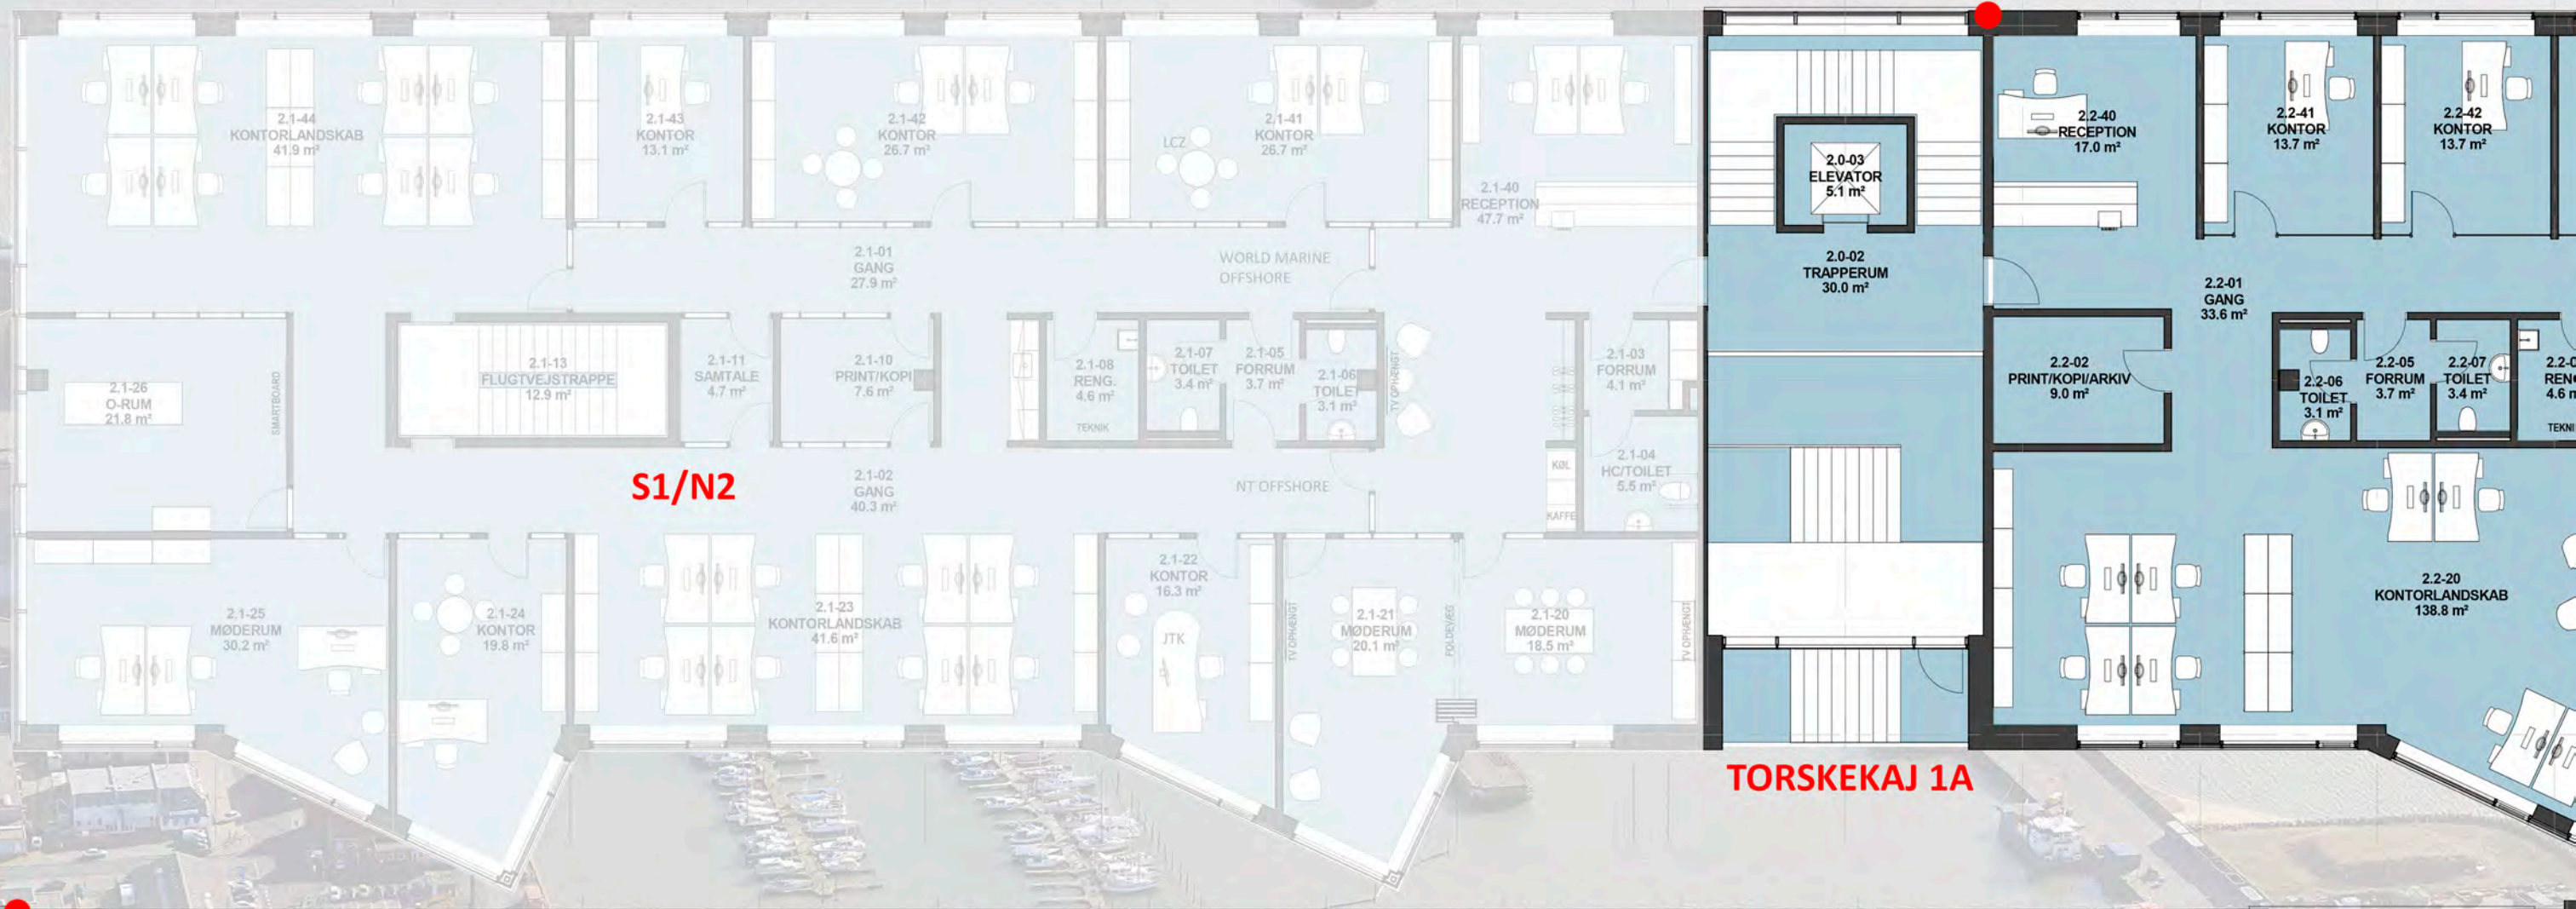 2.1-44
KONTORLANDSKAB
41.9 m²
2.1-43
KONTOR
13.1 m²
2.1-42
KONTOR
26.7 m²
LCZ
2.1-41
KONTOR
26.7 m²
2.1-40
RECEPTION
47.7 m²
2.0-03
ELEVATOR
5.1 m²
2.2-40
RECEPTION
17.0 m²
2.2-41
KONTOR
13.7 m²
2.2-42
KONTOR
13.7 m²
2.1-01
GANG
27.9 m²
WORLD MARINE
OFFSHORE
2.0-02
TRAPPERUM
30.0 m²
2.2-01
GANG
33.6 m²
2.1-26
O-RUM
21.8 m²
SMARTBOARD
2.1-13
FLUGTVEJSTRAPPE
12.9 m²
2.1-11
SAMTALE
4.7 m²
2.1-10
PRINT/KOPI
7.6 m²
2.1-08
RENG.
4.6 m²
TEKNIK
2.1-07
TOILET
3.4 m²
2.1-05
FORRUM
3.7 m²
2.1-06
TOILET
3.1 m²
TV OPHÆNGT
2.1-03
FORRUM
4.1 m²
2.2-02
PRINT/KOPI/ARKIV
9.0 m²
2.2-06
TOILET
3.1 m²
2.2-05
FORRUM
3.7 m²
2.2-07
TOILET
3.4 m²
2.2-0
RENG
4.6 m
TEKNI
S1/N2
2.1-02
GANG
40.3 m²
NT OFFSHORE
KØL
KAFFE
2.1-04
HC/TOILET
5.5 m²
2.1-25
MØDERUM
30.2 m²
2.1-24
KONTOR
19.8 m²
2.1-23
KONTORLANDSKAB
41.6 m²
2.1-22
KONTOR
16.3 m²
JTK
TV OPHÆNGT
2.1-21
MØDERUM
20.1 m²
FOLDEVÆG
2.1-20
MØDERUM
18.5 m²
TV OPHÆNGT
2.2-20
KONTORLANDSKAB
138.8 m²
TORSKEKAJ 1A